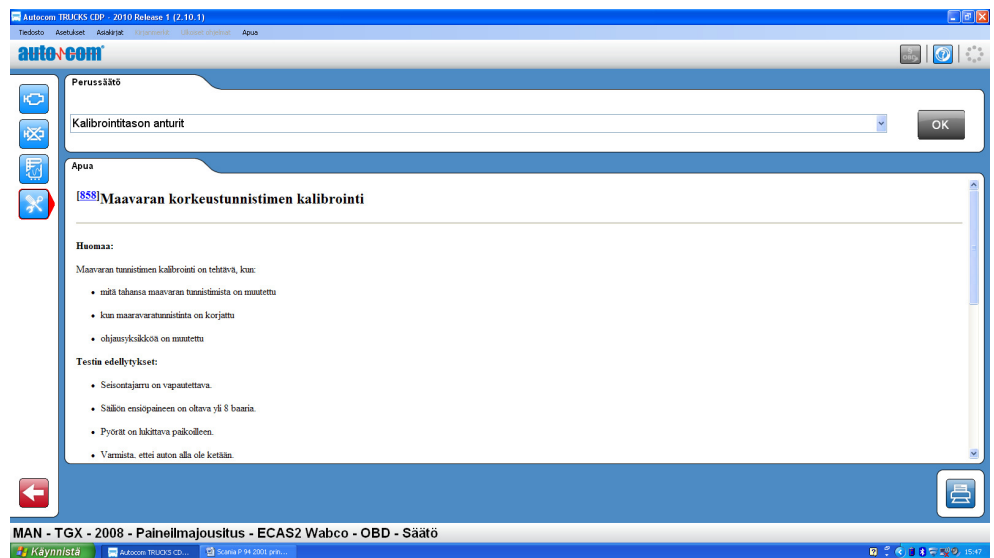 Autocom TRUCKS CDP - 2010 Release 1 (2.10.1)
Tiedosto Asetukset Asiakirjat Apua
auto com
Perussäätö
Kalibrointitason anturit
OK
Apua
[858]Maavaran korkeustunnistimen kalibrointi
Huomaa:
Maavaran tunnistimen kalibrointi on tehtävä, kun:
• mitä tahansa maavaran tunnistimista on muutettu
• kun maaravaratunnistinta on korjattu
• ohjausyksikköä on muutettu
Testin edellytykset:
• Seisontajarru on vapautettava.
• Säiliön ensiöpaineen on oltava yli 8 baaria.
• Pyörät on lukittava paikoilleen.
• Varmista, ettei auton alla ole ketään.
MAN - TGX - 2008 - Paineilmajousitus - ECAS2 Wabco - OBD - Säätö
Käynnistä Autocom TRUCKS CD... Scania P 94 2001 prin... 15:47